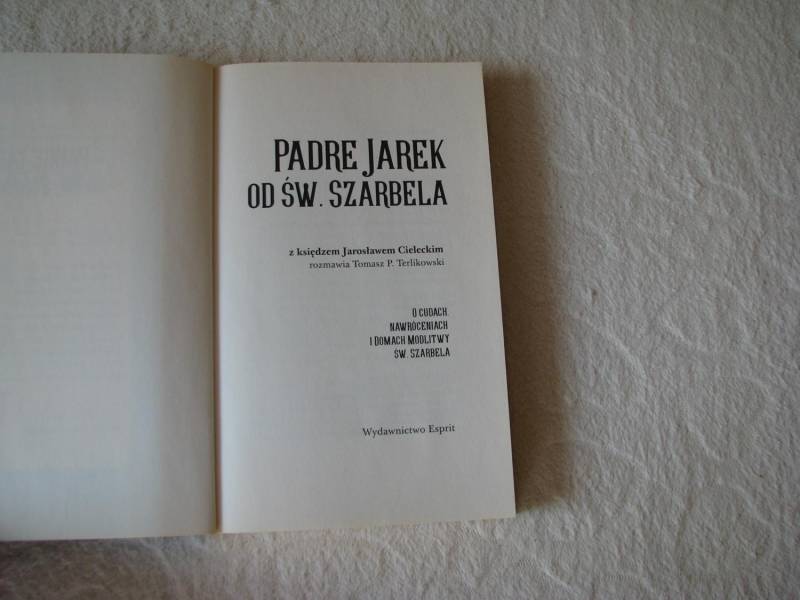 PADRE JAREK
OD ŚW. SZARBELA
z księdzem Jarosławem Cieleckim
rozmawia Tomasz P. Terlikowski
O CUDACH,
NAWRÓCENIACH
I DOMACH MODLITWY
ŚW. SZARBELA
Wydawnictwo Esprit